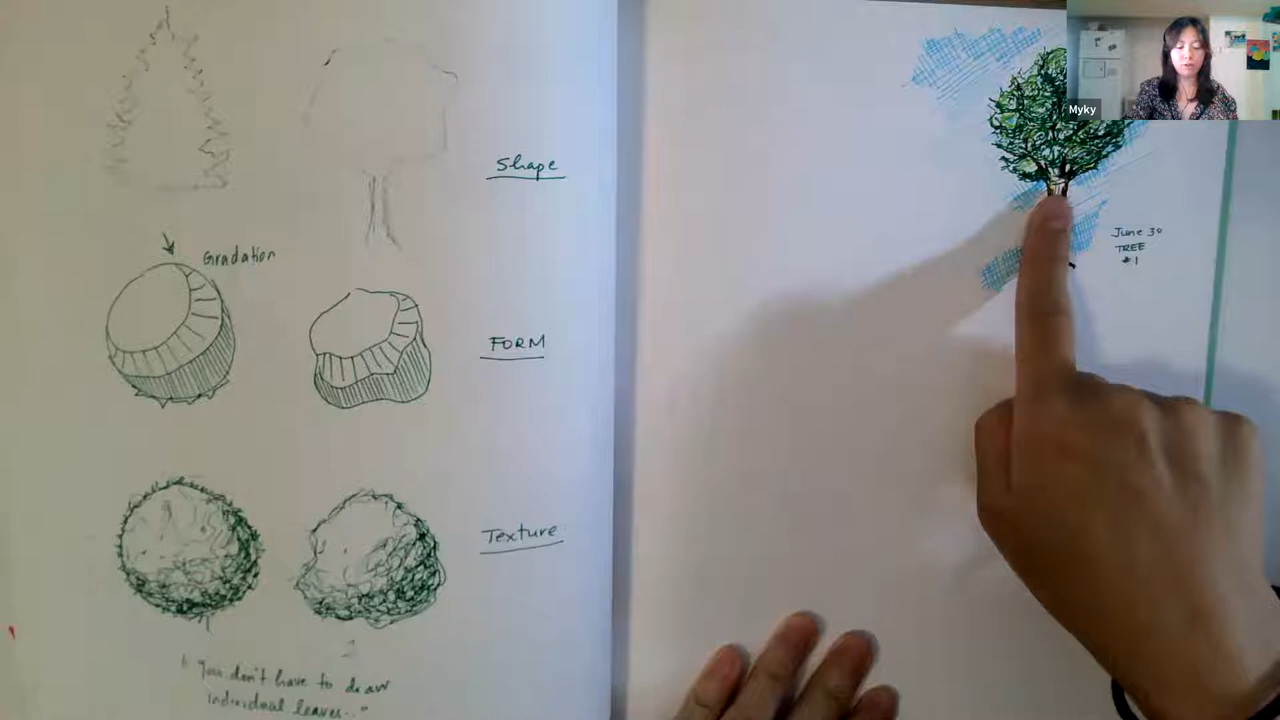 Shape
Gradation
FORM
Texture
"You don't have to draw
individual leaves..."
Myky
June 30
TREE
#1